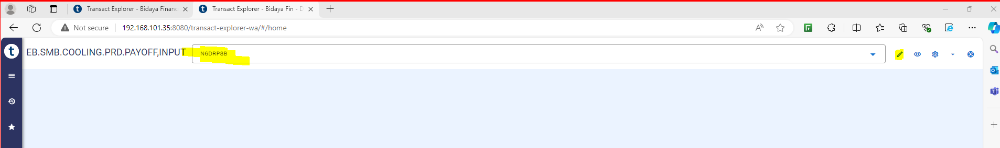 Transact Explorer - Bidaya Financ
Transact Explorer - Bidaya Fin - D
Not secure
192.168.101.35:8080/transact-explorer-wa/#/home
t
EB.SMB.COOLING.PRD.PAYOFF,INPUT
N6DRP8B